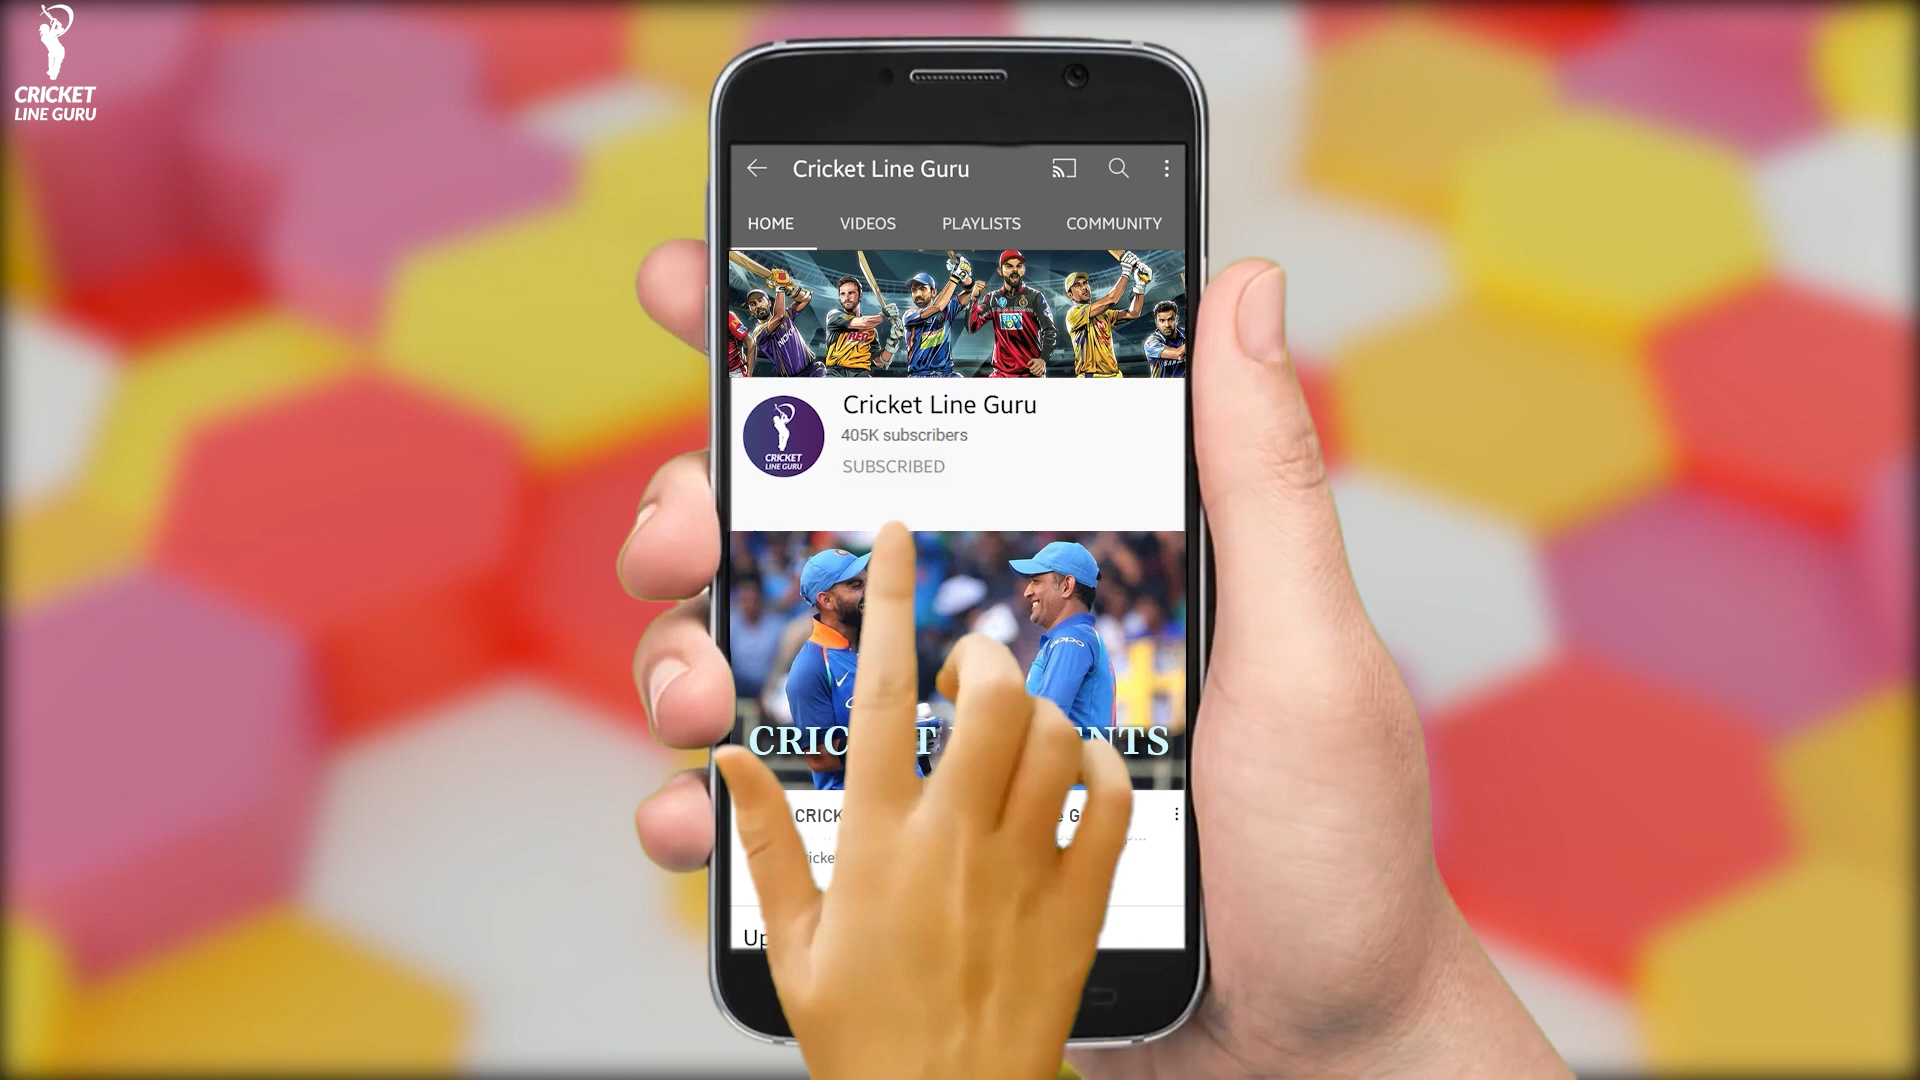 CRICKET
LINE GURU
Cricket Line Guru
HOME VIDEOS PLAYLISTS COMMUNITY
Cricket Line Guru
405K subscribers
SUBSCRIBED
CRICKET
LINE GURU
oppo